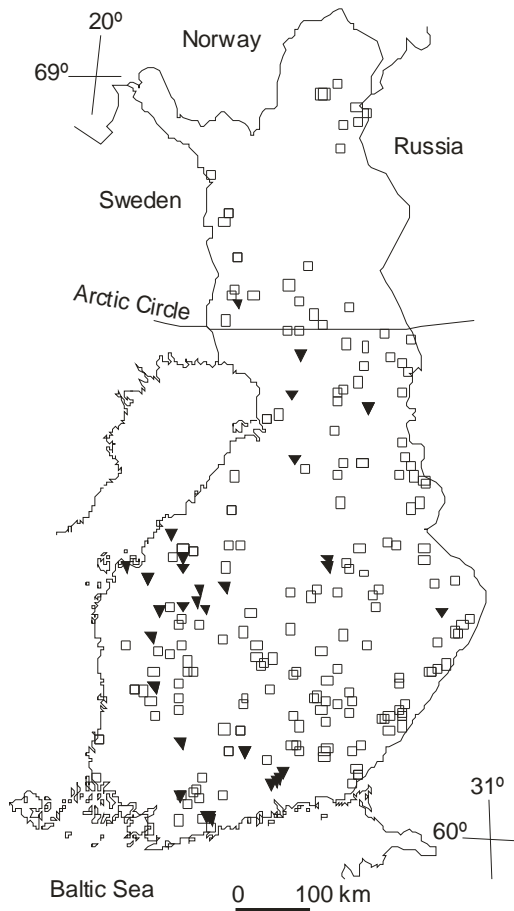 20º
Norway
69º
Russia
Sweden
Arctic Circle
31º
60º
Baltic Sea
0 100 km